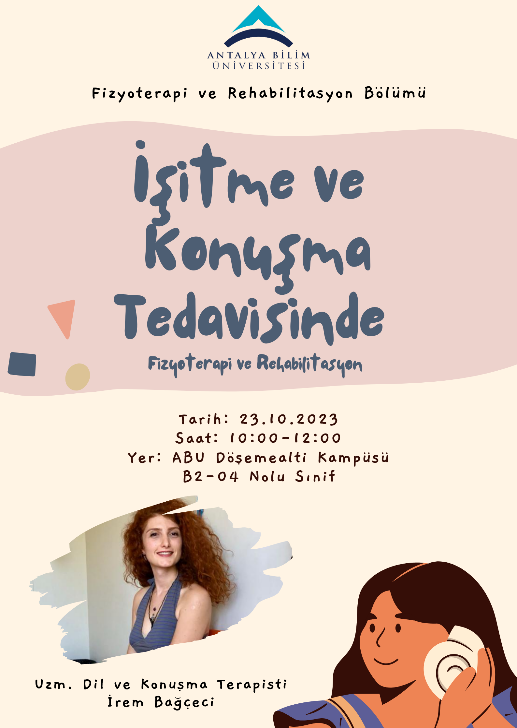 ANTALYA BİLİM
ÜNİVERSİTESİ
Fizyoterapi ve Rehabilitasyon Bölümü
İşitme ve
Konuşma
Tedavisinde
Fizyoterapi ve Rehabilitasyon
Tarih: 23.10.2023
Saat: 10:00-12:00
Yer: ABU Döşemealti Kampüsü
B2-04 Nolu Sınıf
Uzm. Dil ve Konuşma Terapisti
İrem Bağçeci